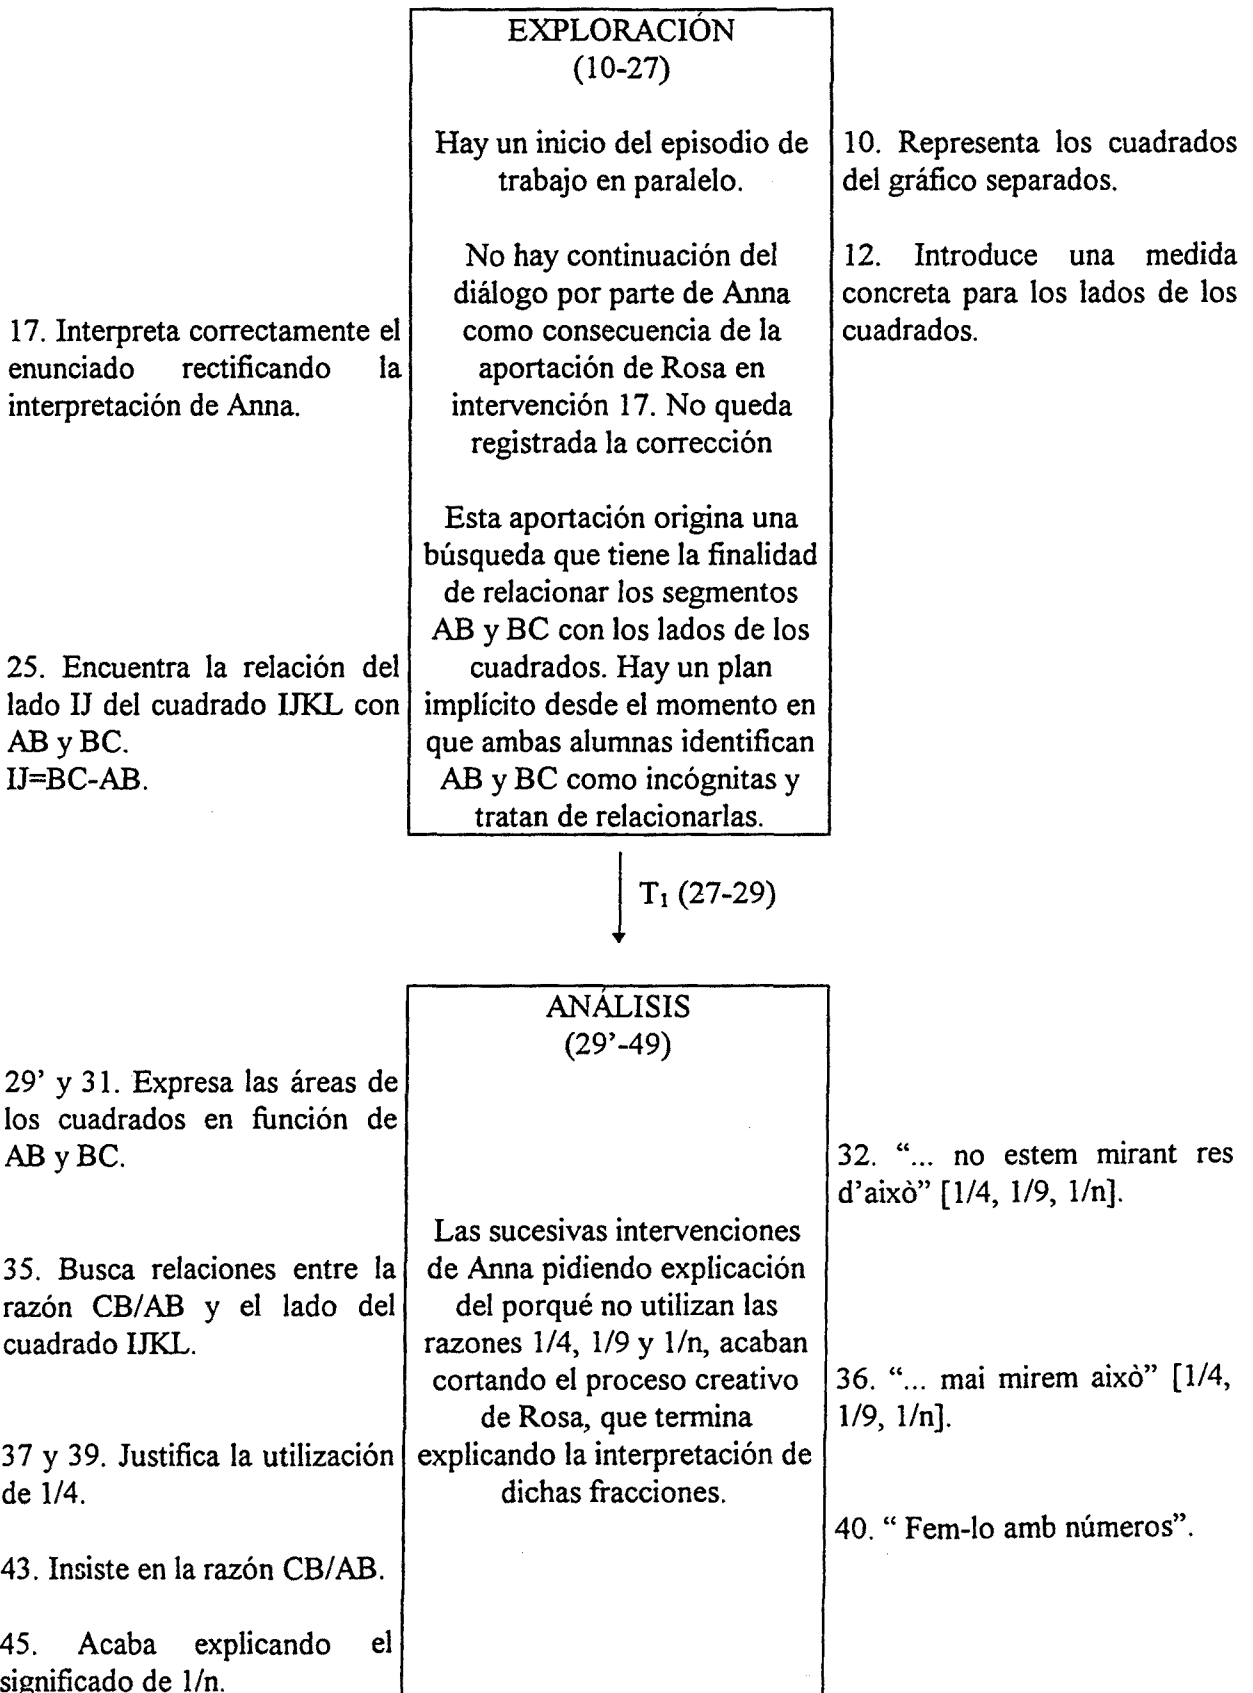 EXPLORACIÓN
(10-27)
Hay un inicio del episodio de
trabajo en paralelo.
No hay continuación del
diálogo por parte de Anna
como consecuencia de la
aportación de Rosa en
intervención 17. No queda
registrada la corrección
Esta aportación origina una
búsqueda que tiene la finalidad
de relacionar los segmentos
AB y BC con los lados de los
cuadrados. Hay un plan
implícito desde el momento en
que ambas alumnas identifican
AB y BC como incógnitas y
tratan de relacionarlas.
10. Representa los cuadrados
del gráfico separados.
12. Introduce una medida
concreta para los lados de los
cuadrados.
17. Interpreta correctamente el
enunciado rectificando la
interpretación de Anna.
25. Encuentra la relación del
lado IJ del cuadrado IJKL con
AB y BC.
IJ=BC-AB.
T₁ (27-29)
ANÁLISIS
(29’-49)
29’ y 31. Expresa las áreas de
los cuadrados en función de
AB y BC.
35. Busca relaciones entre la
razón CB/AB y el lado del
cuadrado IJKL.
37 y 39. Justifica la utilización
de 1/4.
43. Insiste en la razón CB/AB.
45. Acaba explicando el
significado de 1/n.
Las sucesivas intervenciones
de Anna pidiendo explicación
del porqué no utilizan las
razones 1/4, 1/9 y 1/n, acaban
cortando el proceso creativo
de Rosa, que termina
explicando la interpretación de
dichas fracciones.
32. “... no estem mirant res
d’això” [1/4, 1/9, 1/n].
36. “... mai mirem això” [1/4,
1/9, 1/n].
40. “ Fem-lo amb números”.